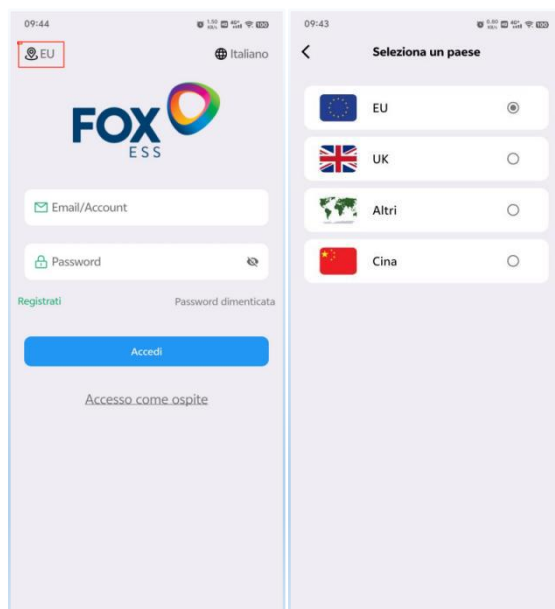 09:44
EU
Italiano
FOX
ESS
Email/Account
Password
Registrati
Password dimenticata
Accedi
Accesso come ospite
09:43
Seleziona un paese
EU
UK
Altri
Cina